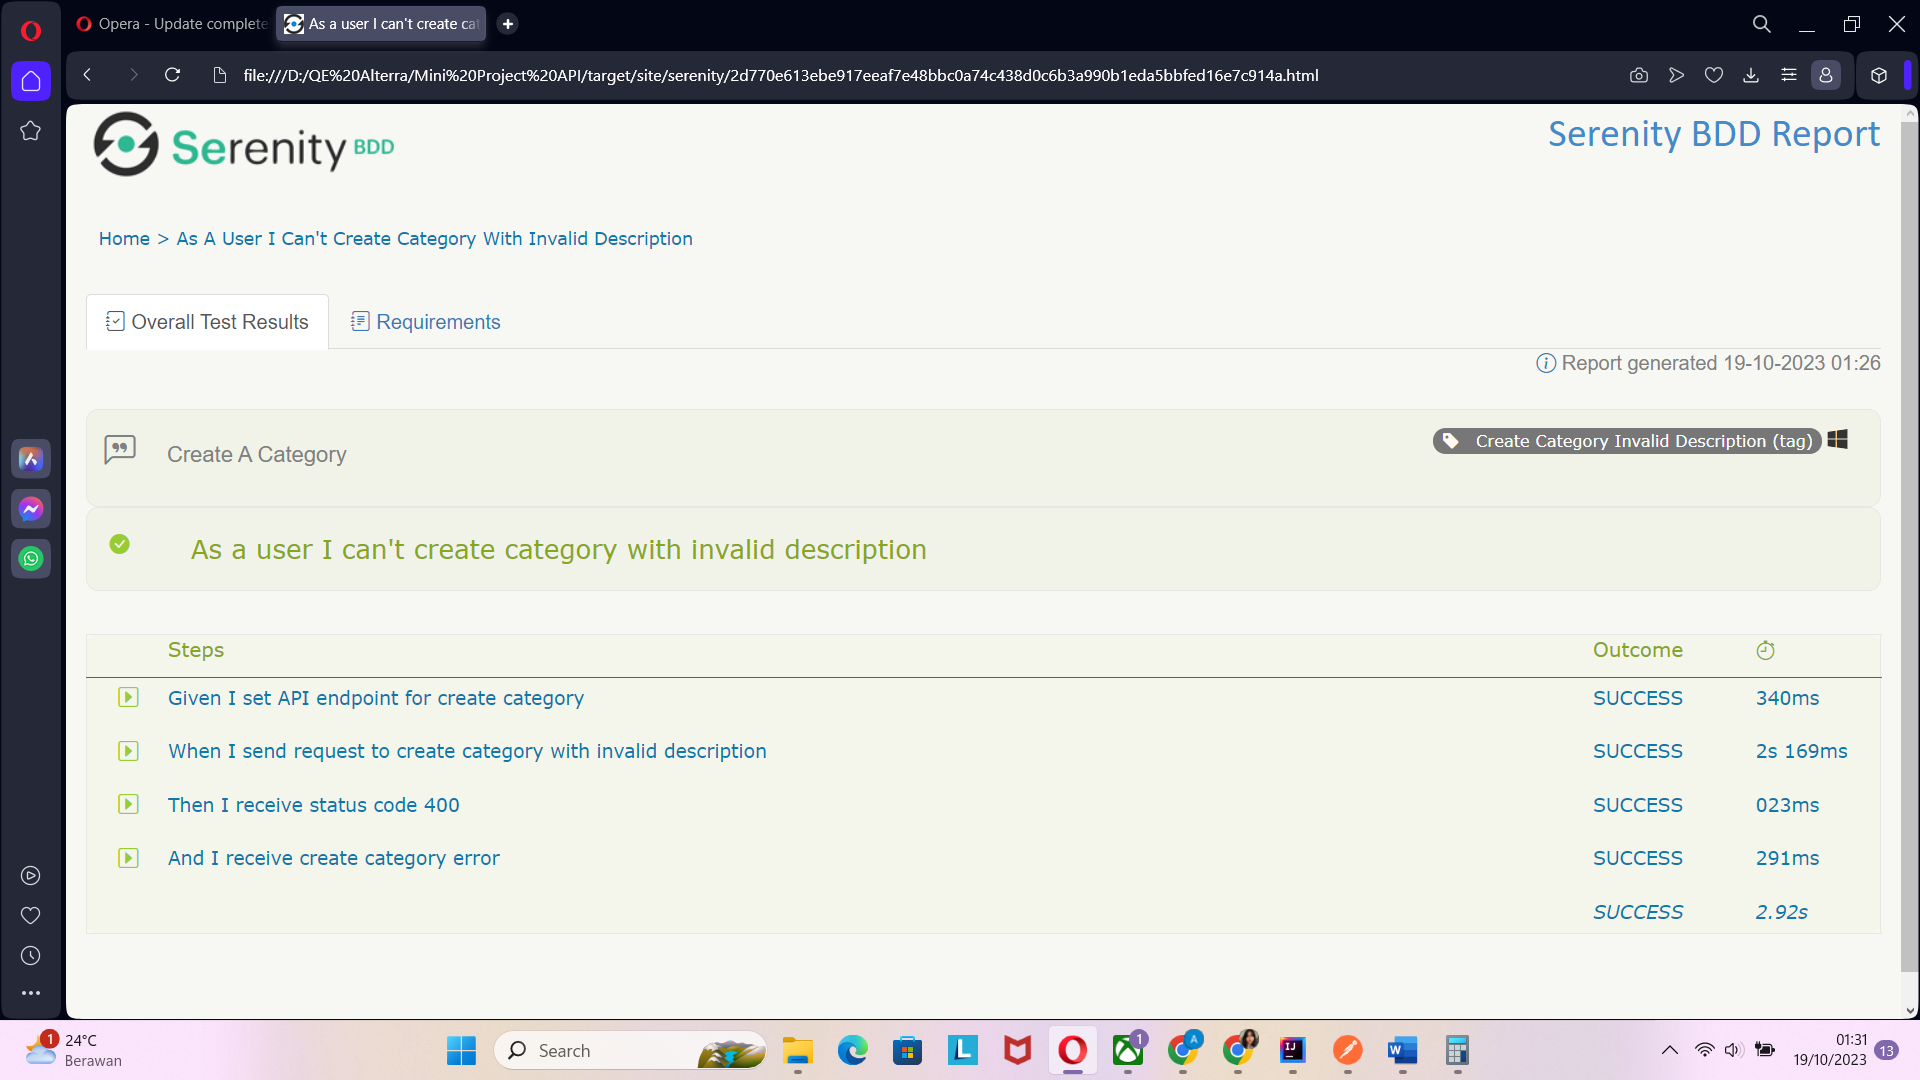 Opera - Update complete
As a user I can't create cat
file:///D:/QE%20Alterra/Mini%20Project%20API/target/site/serenity/2d770e613ebe917eeaf7e48bbc0a74c438d0c6b3a990b1eda5bbfed16e7c914a.html
Serenity BDD
Serenity BDD Report
Home > As A User I Can't Create Category With Invalid Description
Overall Test Results
Requirements
Report generated 19-10-2023 01:26
Create A Category
Create Category Invalid Description (tag)
As a user I can't create category with invalid description
Steps Outcome
Given I set API endpoint for create category SUCCESS 340ms
When I send request to create category with invalid description SUCCESS 2s 169ms
Then I receive status code 400 SUCCESS 023ms
And I receive create category error SUCCESS 291ms
SUCCESS 2.92s
1
24°C
Berawan
Search
L
1
A
IJ
W
01:31
19/10/2023
13